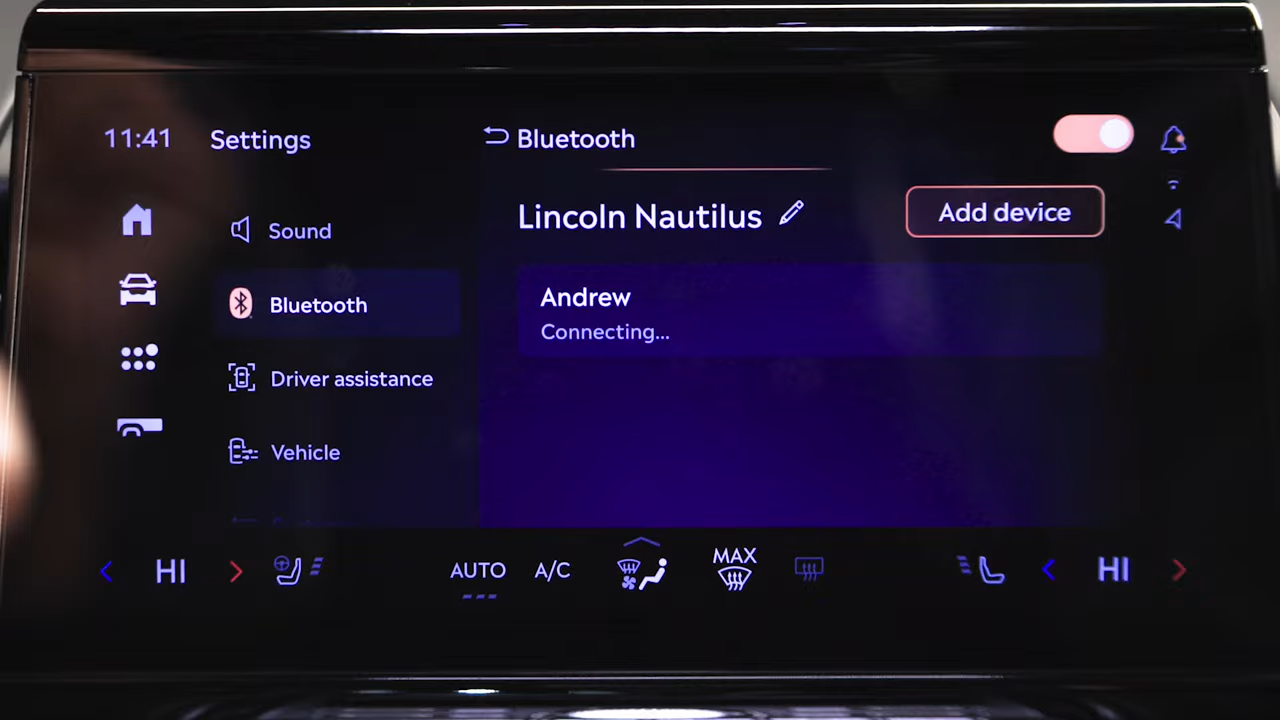 11:41
Settings
Bluetooth
Lincoln Nautilus
Add device
Sound
Bluetooth
Driver assistance
Vehicle
Andrew
Connecting...
HI
AUTO
A/C
MAX
HI